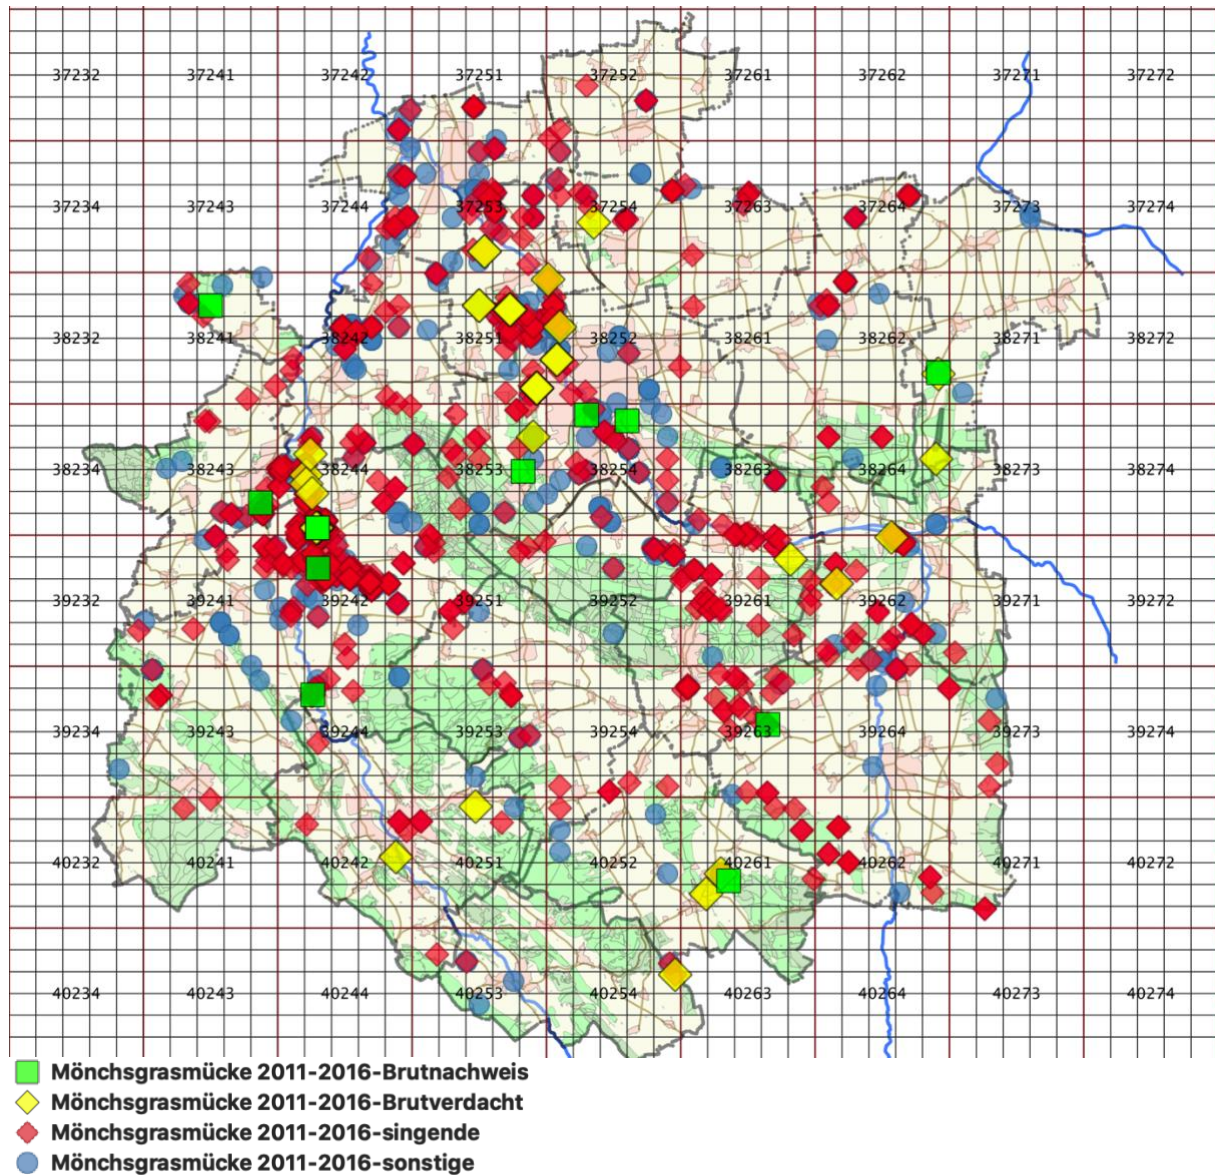 37232 37241 37242 37251 37252 37261 37262 37271 37272
37234 37243 37244 37253 37254 37263 37264 37273 37274
38232 38241 38242 38251 38252 38261 38262 38271 38272
38234 38243 38244 38253 38254 38263 38264 38273 38274
39232 39241 39242 39251 39252 39261 39262 39271 39272
39234 39243 39244 39253 39254 39263 39264 39273 39274
40232 40241 40242 40251 40252 40261 40262 40271 40272
40234 40243 40244 40253 40254 40263 40264 40273 40274
Mönchsgrasmücke 2011-2016-Brutnachweis
Mönchsgrasmücke 2011-2016-Brutverdacht
Mönchsgrasmücke 2011-2016-singende
Mönchsgrasmücke 2011-2016-sonstige